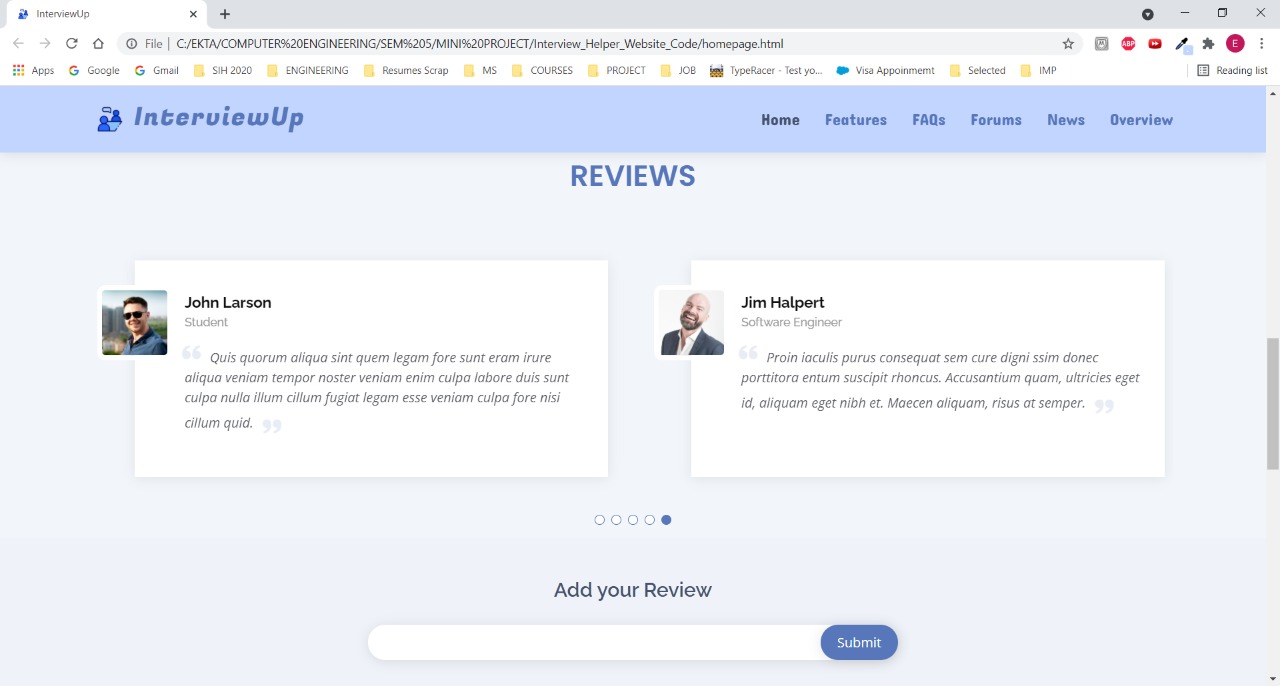 InterviewUp
File | C:/EKTA/COMPUTER%20ENGINEERING/SEM%20V/MINI%20PROJECT/Interview_Helper_Website_Code/homepage.html
ABP
E
Apps Google Gmail SIH 2020 ENGINEERING Resumes Scrap MS COURSES PROJECT JOB TypeRacer - Test yo... Visa Appoinmemt Selected IMP Reading list
InterviewUp Home Features FAQs Forums News Overview
REVIEWS
John Larson
Student
“ Quis quorum aliqua sint quem legam fore sunt eram irure
aliqua veniam tempor noster veniam enim culpa labore duis sunt
culpa nulla illum cillum fugiat legam esse veniam culpa fore nisi
cillum quid. ”
Jim Halpert
Software Engineer
“ Proin iaculis purus consequat sem cure digni ssim donec
porttitora entum suscipit rhoncus. Accusantium quam, ultricies eget
id, aliquam eget nibh et. Maecen aliquam, risus at semper. ”
Add your Review
Submit